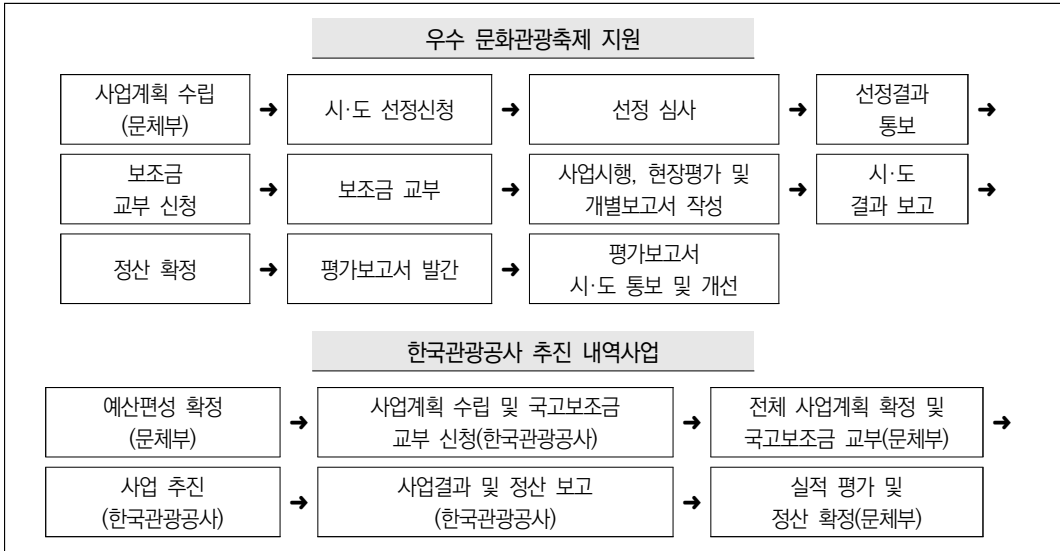 우수 문화관광축제 지원
사업계획 수립
(문체부)
➜
시·도 선정신청
➜
선정 심사
➜
선정결과
통보
➜
보조금
교부 신청
➜
보조금 교부
➜
사업시행, 현장평가 및
개별보고서 작성
➜
시·도
결과 보고
➜
정산 확정
➜
평가보고서 발간
➜
평가보고서
시·도 통보 및 개선
한국관광공사 추진 내역사업
예산편성 확정
(문체부)
➜
사업계획 수립 및 국고보조금
교부 신청(한국관광공사)
➜
전체 사업계획 확정 및
국고보조금 교부(문체부)
➜
사업 추진
(한국관광공사)
➜
사업결과 및 정산 보고
(한국관광공사)
➜
실적 평가 및
정산 확정(문체부)